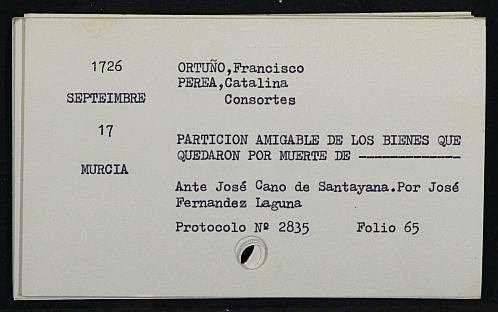 1726
SEPTEIMBRE
17
MURCIA
ORTUÑO,Francisco
PEREA,Catalina
Consortes
PARTICION AMIGABLE DE LOS BIENES QUE
QUEDARON POR MUERTE DE -------------
Ante José Cano de Santayana.Por José
Fernandez Laguna
Protocolo Nº 2835 Folio 65